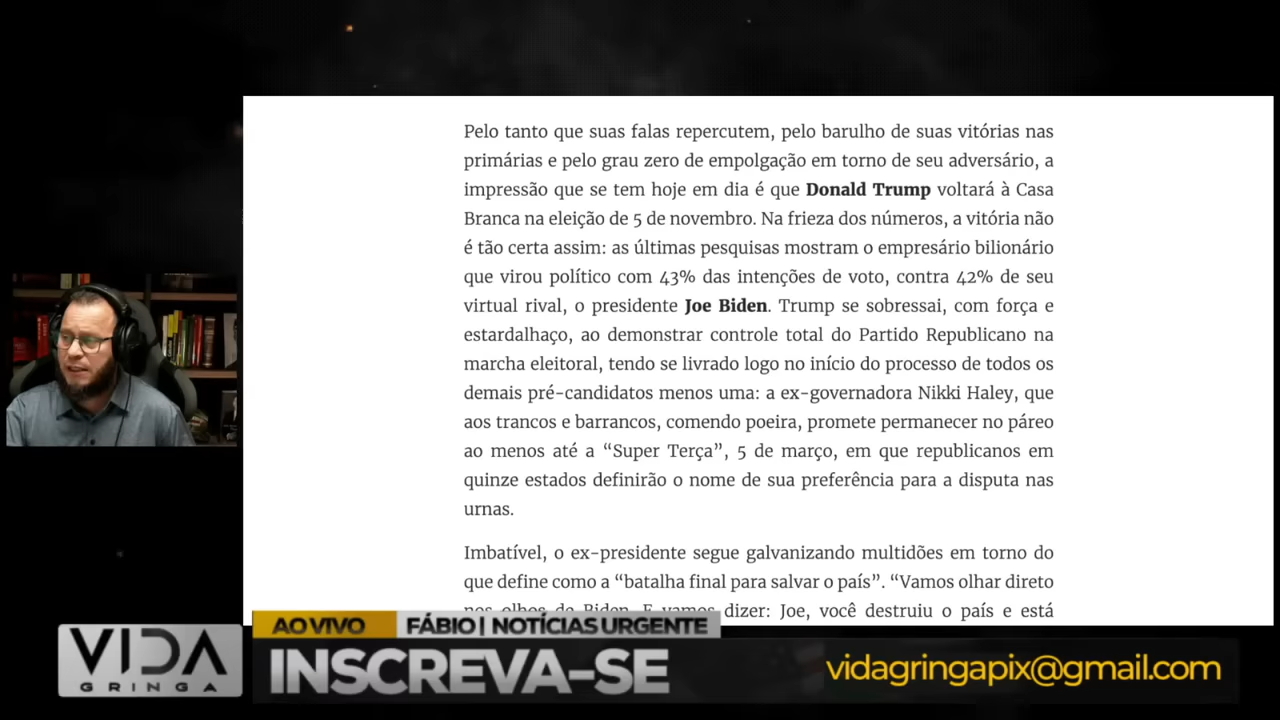 Pelo tanto que suas falas repercutem, pelo barulho de suas vitórias nas
primárias e pelo grau zero de empolgação em torno de seu adversário, a
impressão que se tem hoje em dia é que Donald Trump voltará à Casa
Branca na eleição de 5 de novembro. Na frieza dos números, a vitória não
é tão certa assim: as últimas pesquisas mostram o empresário bilionário
que virou político com 43% das intenções de voto, contra 42% de seu
virtual rival, o presidente Joe Biden. Trump se sobressai, com força e
estardalhaço, ao demonstrar controle total do Partido Republicano na
marcha eleitoral, tendo se livrado logo no início do processo de todos os
demais pré-candidatos menos uma: a ex-governadora Nikki Haley, que
aos trancos e barrancos, comendo poeira, promete permanecer no páreo
ao menos até a “Super Terça”, 5 de março, em que republicanos em
quinze estados definirão o nome de sua preferência para a disputa nas
urnas.
Imbatível, o ex-presidente segue galvanizando multidões em torno do
que define como a “batalha final para salvar o país”. “Vamos olhar direto
nos olhos de Biden. E vamos dizer: Joe, você destruiu o país e está
AO VIVO
FÁBIO | NOTÍCIAS URGENTE
VIDA
GRINGA
INSCREVA-SE
vidagringapix@gmail.com